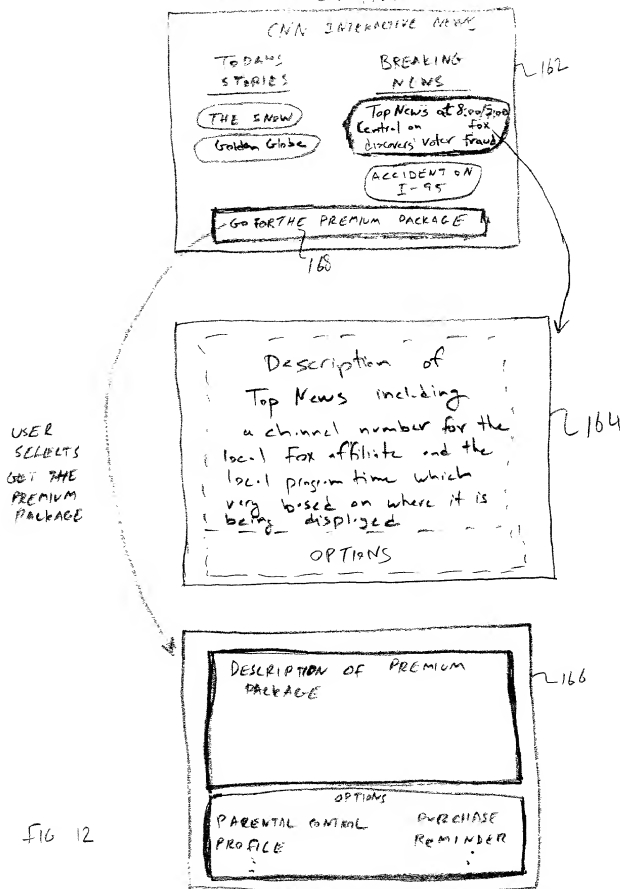 CNN INTERACTIVE NEWS
TODAYS
STORIES
BREAKING
NEWS
162
THE SNOW
Golden Globe
Top News at 8:00/7:00
Central on fox
discovers voter fraud
ACCIDENT ON
I-95
GO FOR THE PREMIUM PACKAGE
168
Description of
Top News including
a channel number for the
local Fox affiliate and the
local program time which
vary based on where it is
being displayed
OPTIONS
164
USER
SELECTS
GET THE
PREMIUM
PACKAGE
DESCRIPTION OF PREMIUM
PACKAGE
166
OPTIONS
PARENTAL CONTROL
PROFILE
PURCHASE
REMINDER
FIG 12